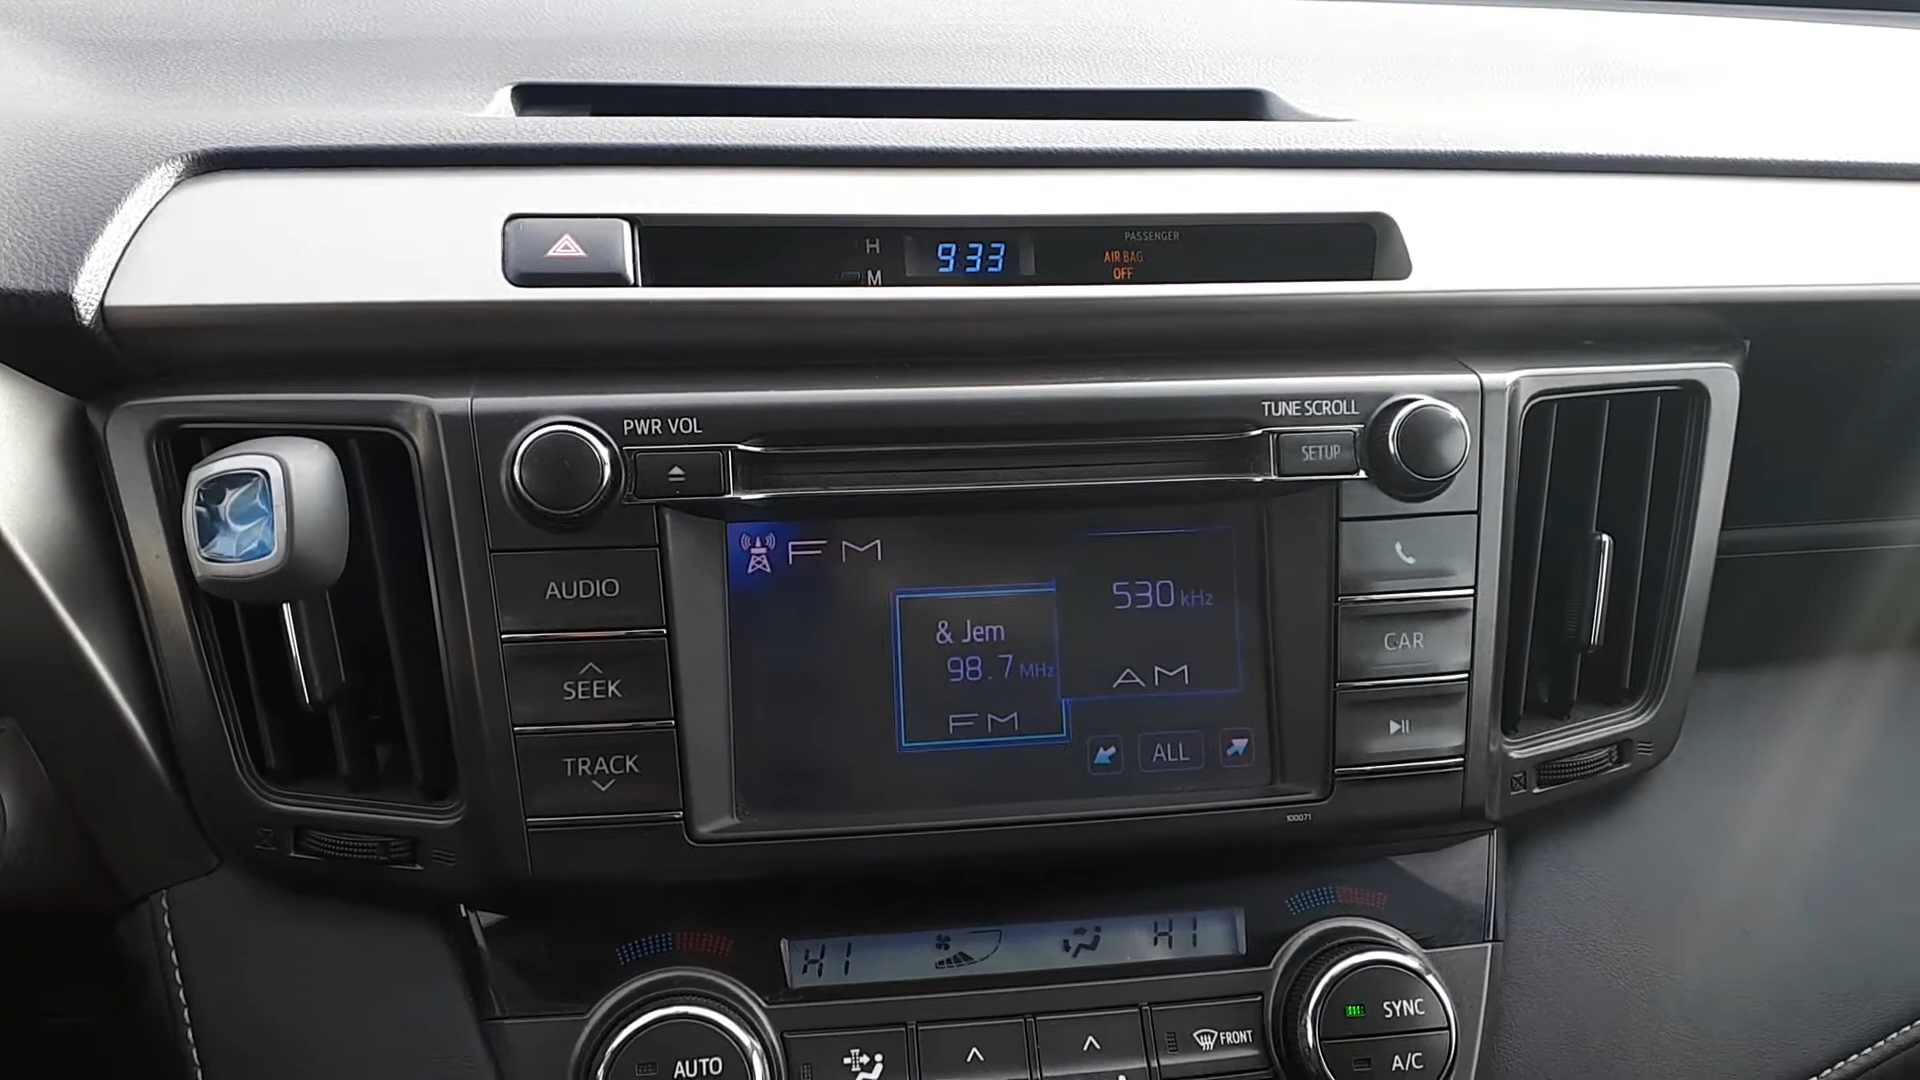 H
9:33
M
PASSENGER
AIR BAG
OFF
PWR VOL
TUNE SCROLL
SETUP
AUDIO
SEEK
TRACK
CAR
FM
530 kHz
AM
& Jem
98.7 MHz
FM
ALL
100071
HI
HI
AUTO
FRONT
SYNC
A/C